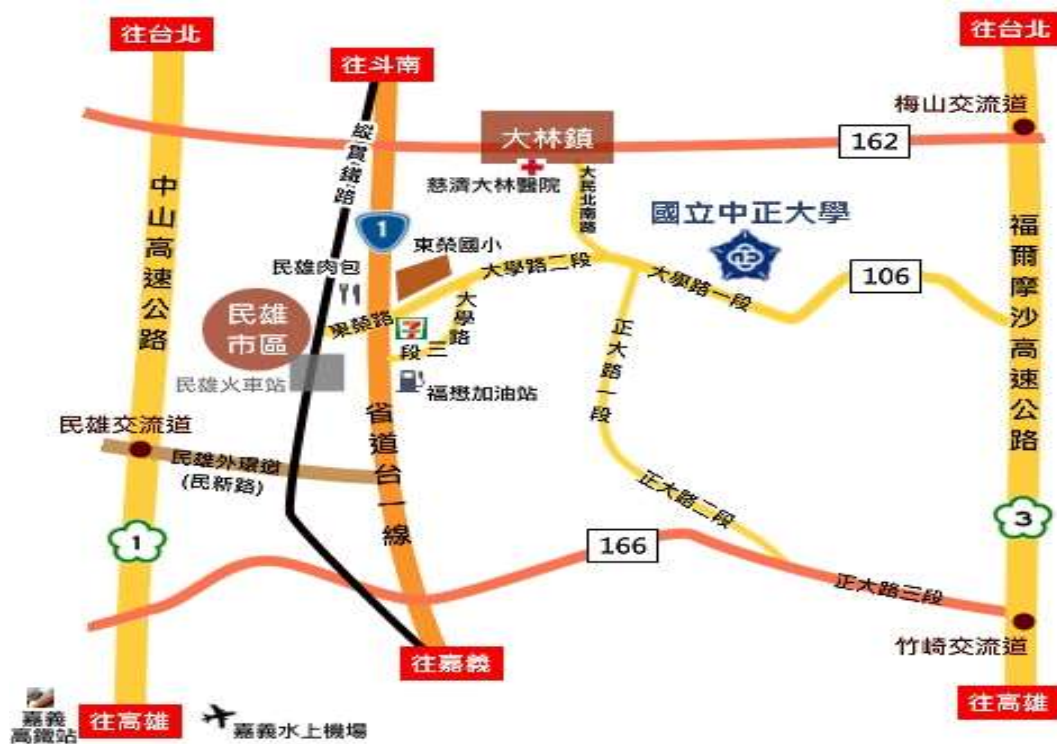 往台北
往台北
往斗南
梅山交流道
大林鎮
162
縱貫鐵路
慈濟大林醫院
大民北南路
中山高速公路
國立中正大學
福爾摩沙高速公路
1
東榮國小
民雄肉包
大學路二段
大學路一段
106
民雄
市區
東榮路
7
大學路三段
正大路一段
民雄火車站
福懋加油站
民雄交流道
省道台一線
民雄外環道
(民新路)
正大路二段
1
3
166
正大路三段
往嘉義
竹崎交流道
往高雄
嘉義
高鐵站
往高雄
嘉義水上機場